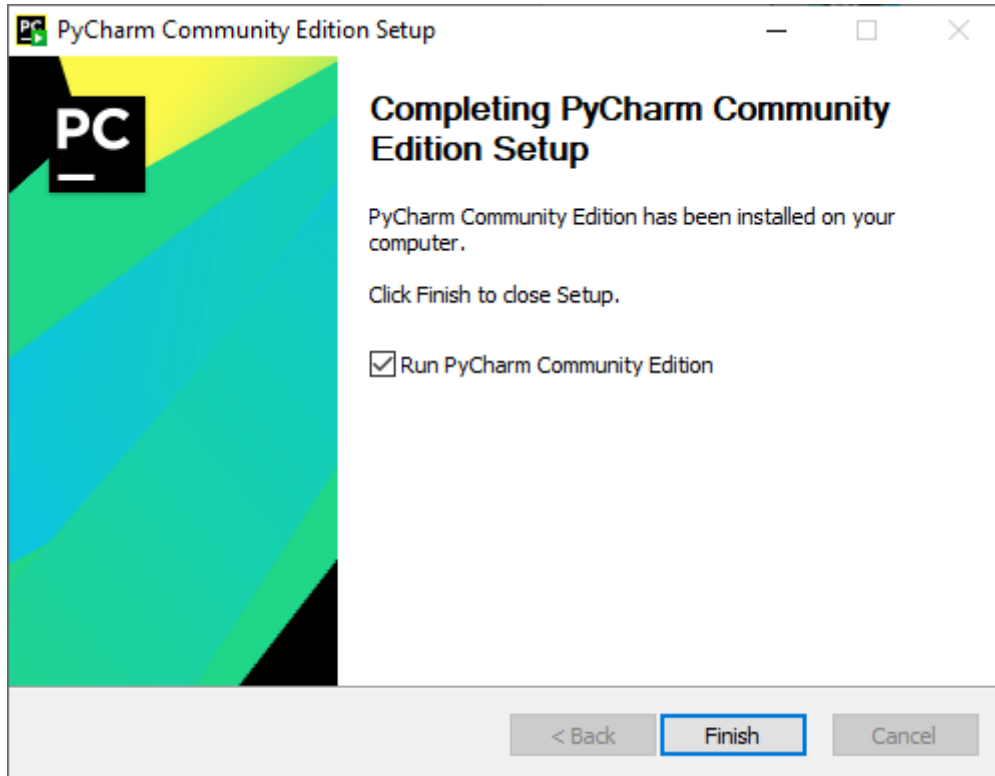 PyCharm Community Edition Setup
PC
Completing PyCharm Community
Edition Setup
PyCharm Community Edition has been installed on your
computer.
Click Finish to close Setup.
Run PyCharm Community Edition
< Back Finish Cancel